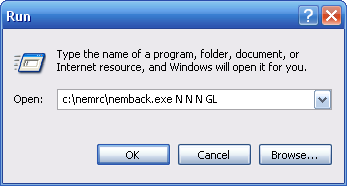 Run
Type the name of a program, folder, document, or
Internet resource, and Windows will open it for you.
Open: c:\nemrc\nemback.exe N N N GL
OK Cancel Browse...